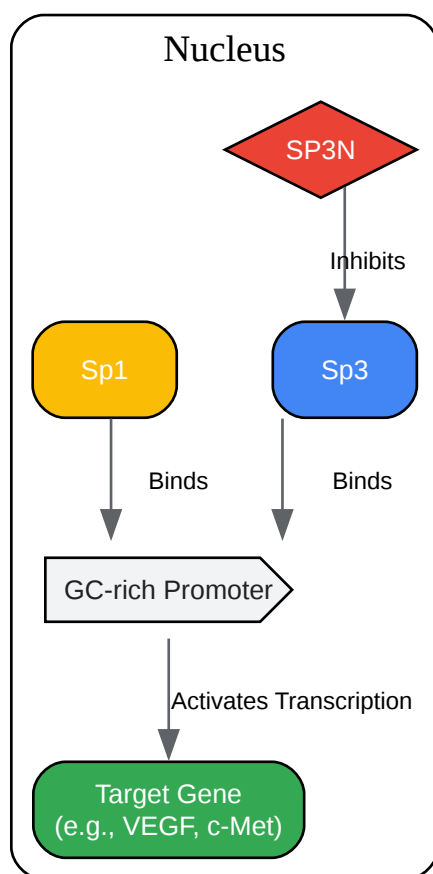 Nucleus
SP3N
Inhibits
Sp1
Sp3
Binds
Binds
GC-rich Promoter
Activates Transcription
Target Gene
(e.g., VEGF, c-Met)